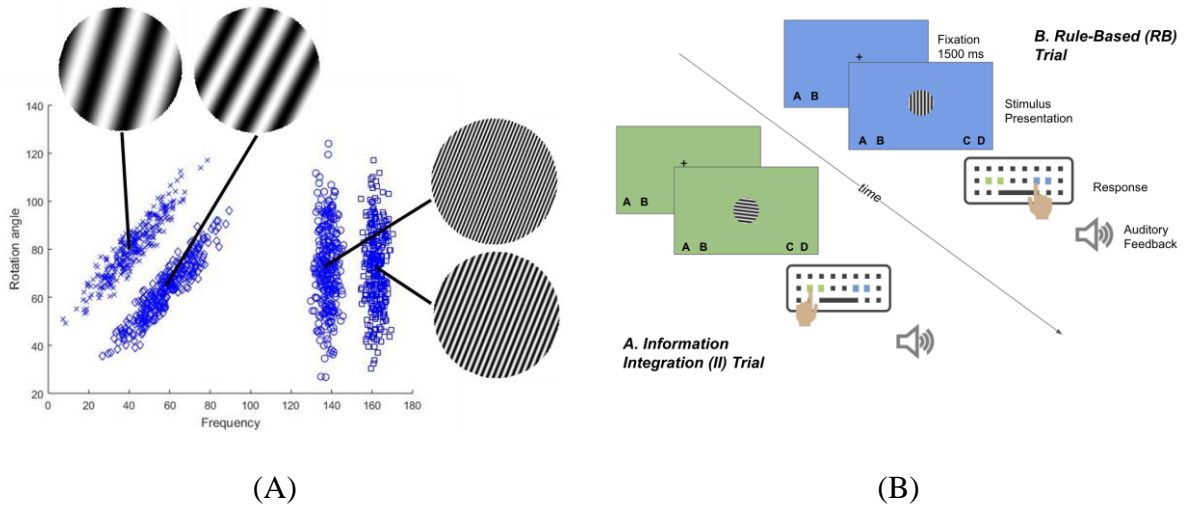 140
120
100
80
60
40
20
0 20 40 60 80 100 120 140 160 180
Rotation angle
Frequency
(A)
Fixation
1500 ms
B. Rule-Based (RB)
Trial
+
A B
A B C D
Stimulus
Presentation
+
A B
A B C D
time
Response
Auditory
Feedback
A. Information
Integration (II) Trial
(B)